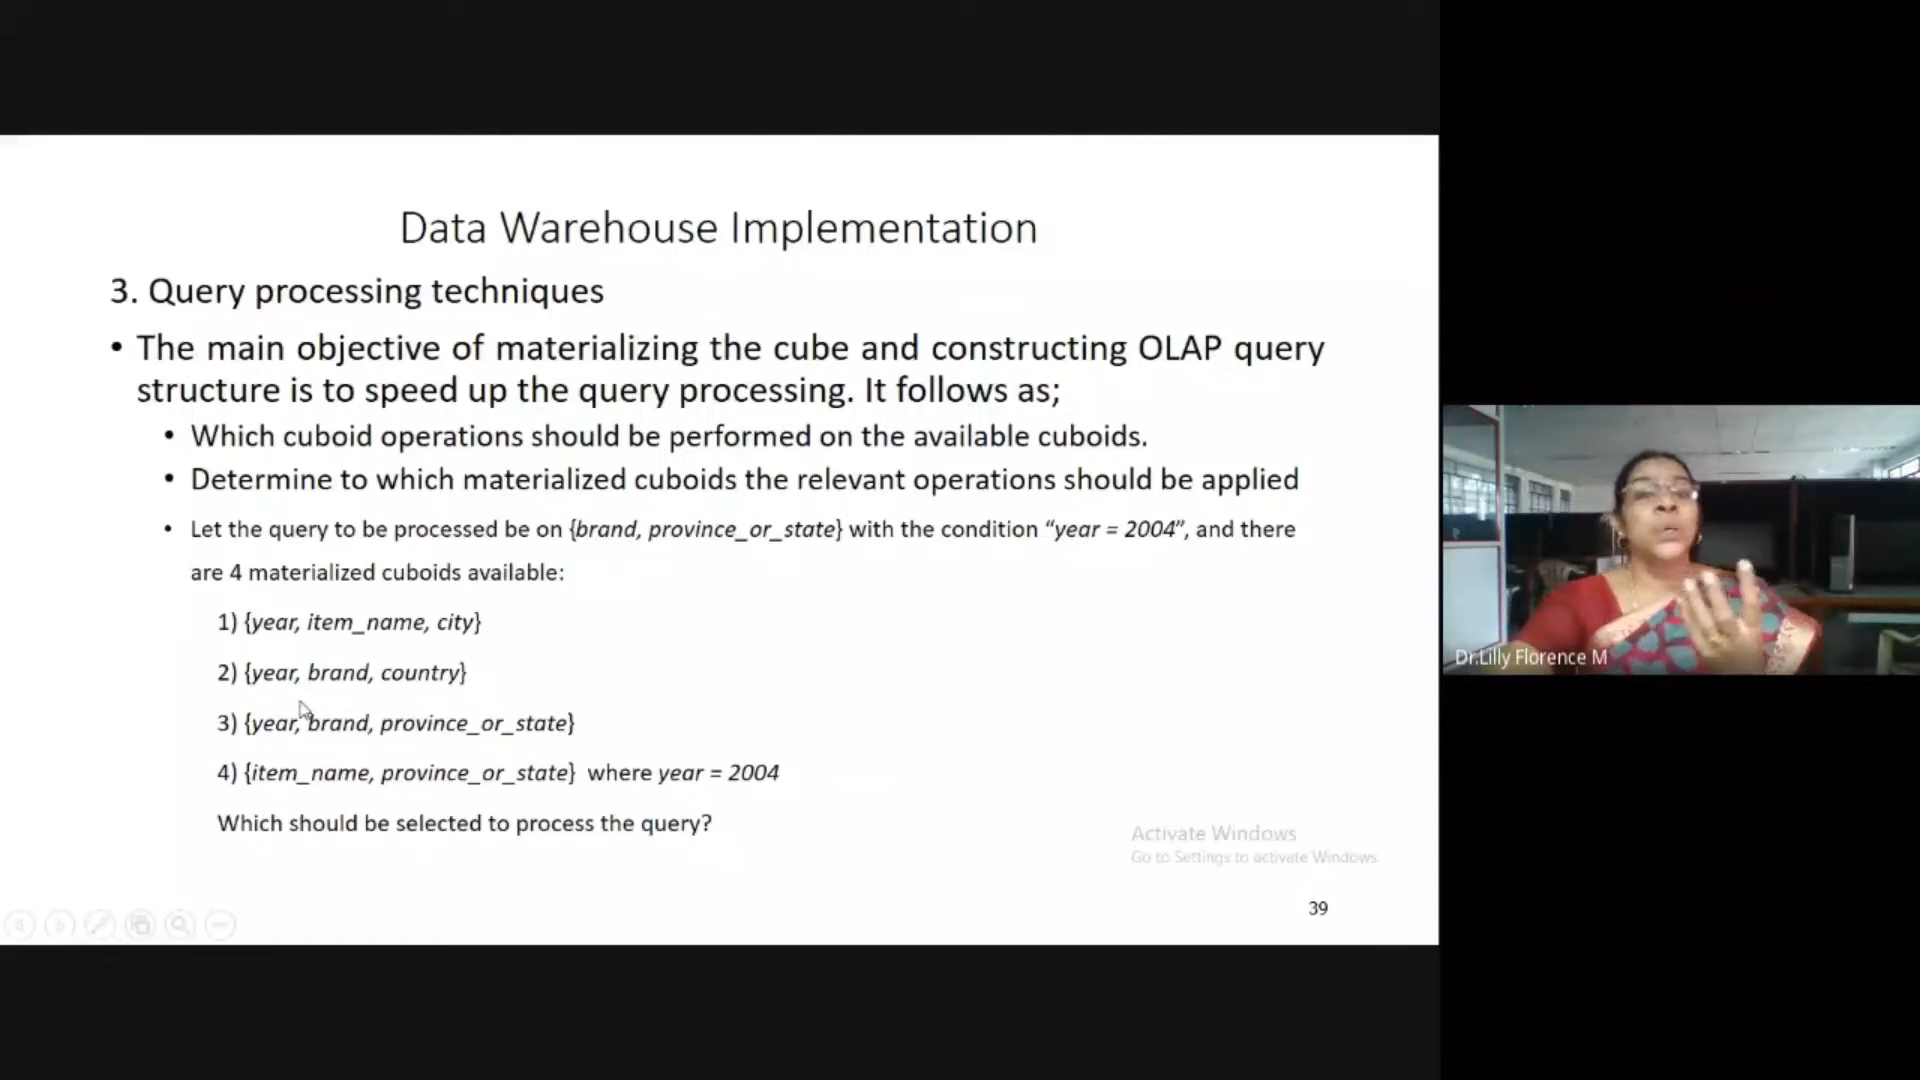 Data Warehouse Implementation
3. Query processing techniques
• The main objective of materializing the cube and constructing OLAP query
structure is to speed up the query processing. It follows as;
• Which cuboid operations should be performed on the available cuboids.
• Determine to which materialized cuboids the relevant operations should be applied
• Let the query to be processed be on {brand, province_or_state} with the condition “year = 2004”, and there
are 4 materialized cuboids available:
1) {year, item_name, city}
2) {year, brand, country}
3) {year, brand, province_or_state}
4) {item_name, province_or_state} where year = 2004
Which should be selected to process the query?
Activate Windows
Go to Settings to activate Windows.
39
Dr.Lilly Florence M